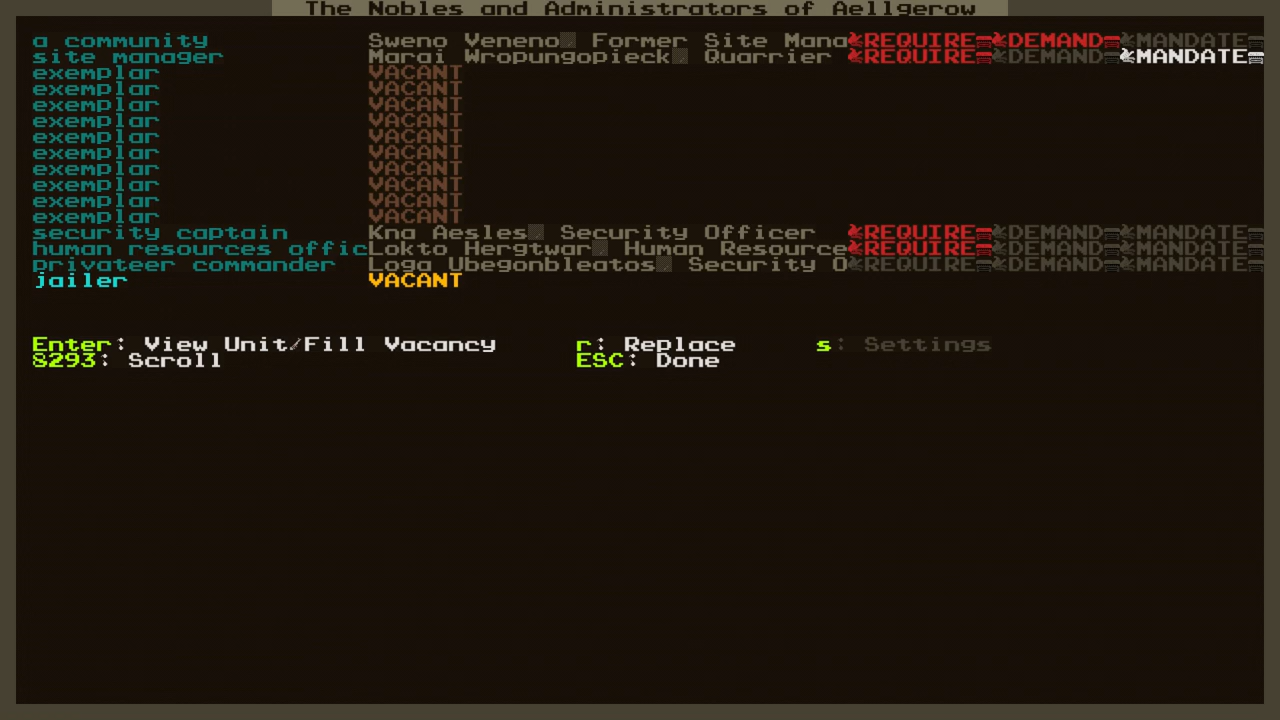 The Nobles and Administrators of Aellgerow
a community Sweno Veneno Former Site Mana REQUIRE DEMAND MANDATE
site manager Marai Wropungopieck Quarrier REQUIRE DEMAND MANDATE
exemplar VACANT
exemplar VACANT
exemplar VACANT
exemplar VACANT
exemplar VACANT
exemplar VACANT
exemplar VACANT
exemplar VACANT
exemplar VACANT
exemplar VACANT
security captain Kna Aesles Security Officer REQUIRE DEMAND MANDATE
human resources offic Lokto Hergtwar Human Resource REQUIRE DEMAND MANDATE
privateer commander Loga Ubegonbleatos Security O REQUIRE DEMAND MANDATE
jailer VACANT
Enter: View Unit/Fill Vacancy r: Replace s: Settings
8293: Scroll ESC: Done